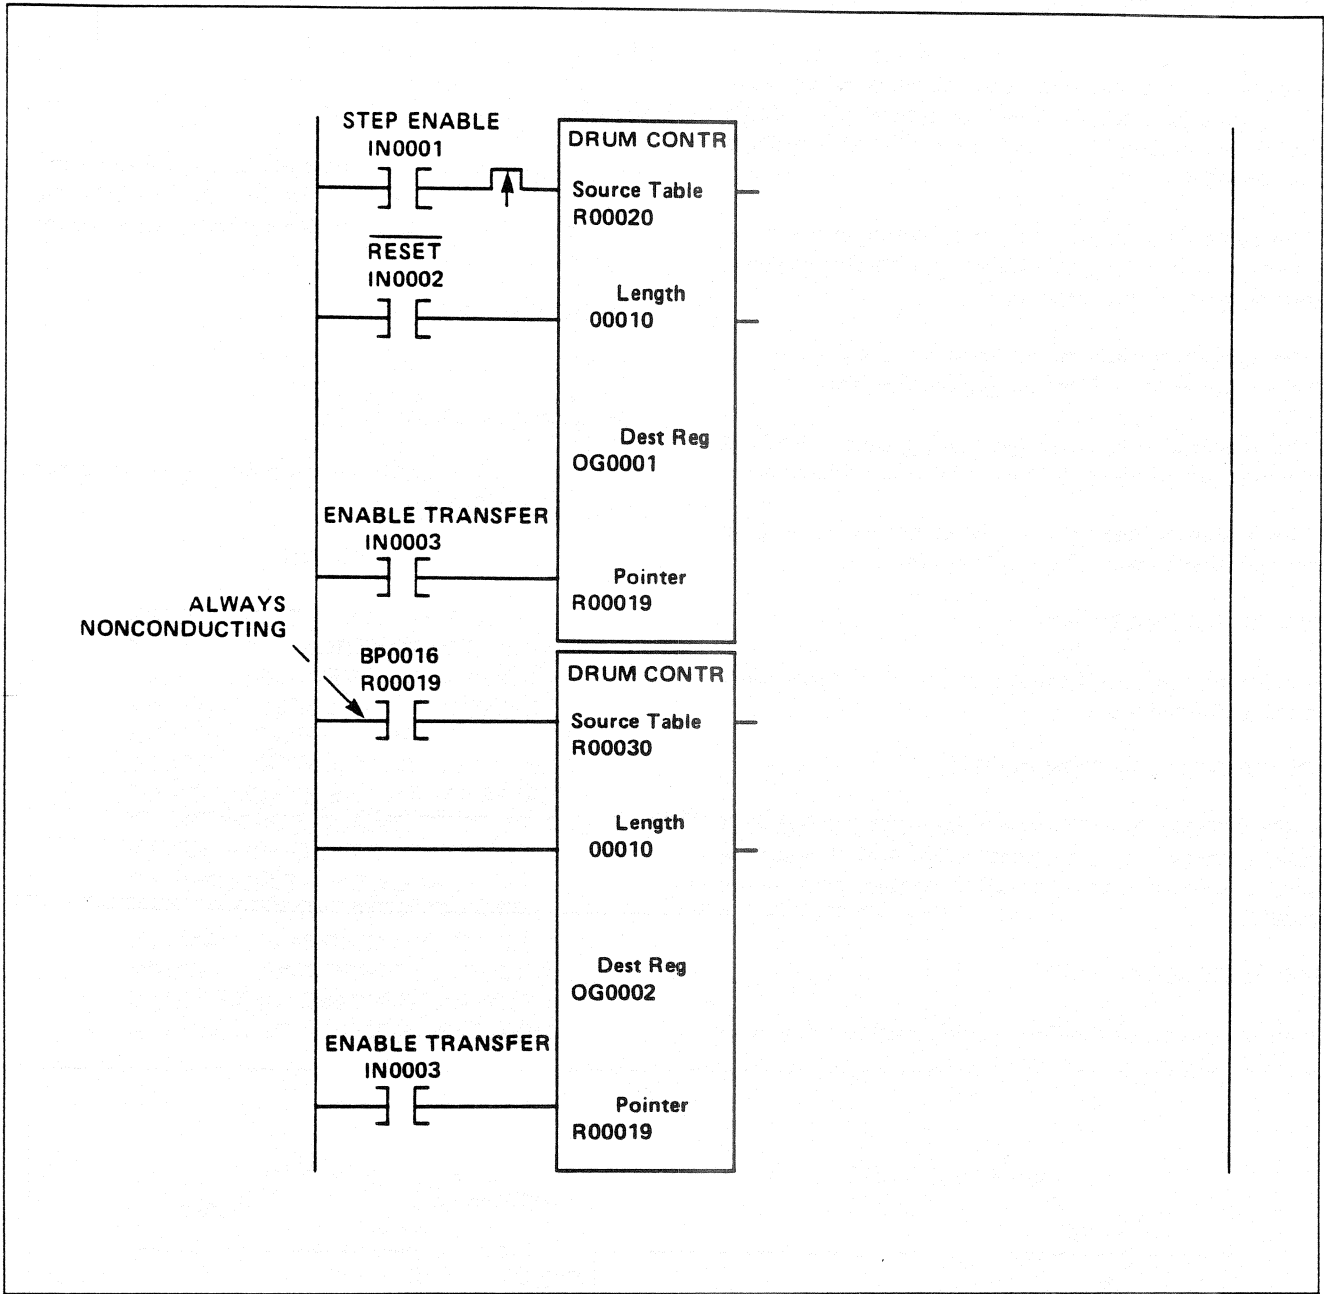 STEP ENABLE
IN0001
RESET
IN0002
ENABLE TRANSFER
IN0003
DRUM CONTR
Source Table
R00020
Length
00010
Dest Reg
OG0001
Pointer
R00019
ALWAYS
NONCONDUCTING
BP0016
R00019
ENABLE TRANSFER
IN0003
DRUM CONTR
Source Table
R00030
Length
00010
Dest Reg
OG0002
Pointer
R00019